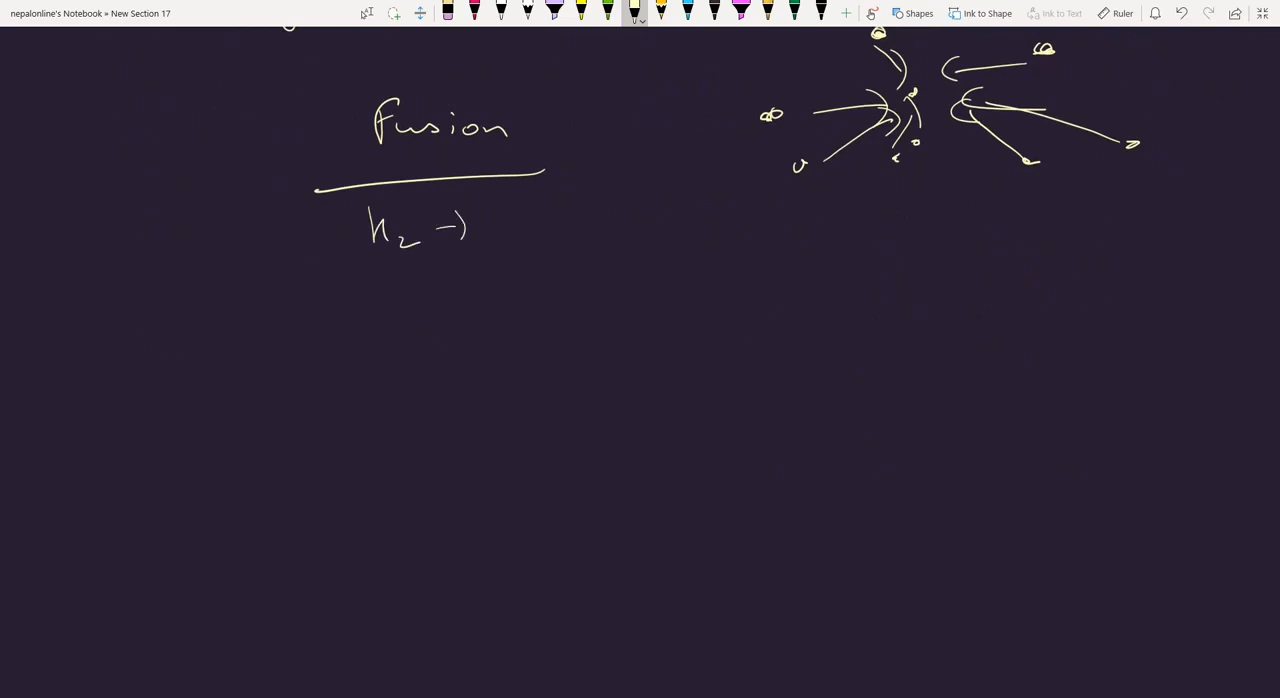 nepalonline's Notebook » New Section 17
Shapes
Ink to Shape
Ink to Text
Ruler
fusion
H₂ →